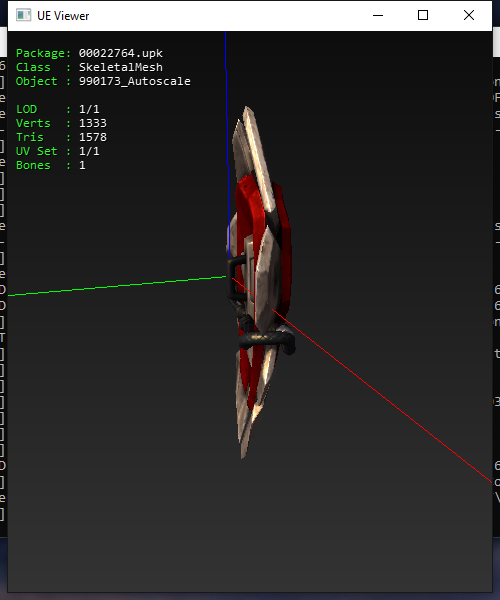 UE Viewer
Package: 00022764.upk
Class : SkeletalMesh
Object : 990173_Autoscale
LOD : 1/1
Verts : 1333
Tris : 1578
UV Set : 1/1
Bones : 1